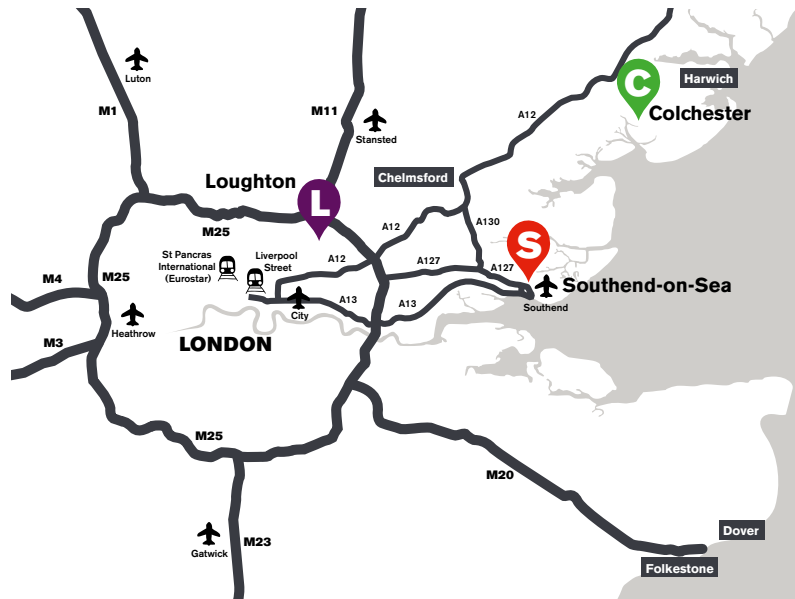 Luton
M1
M11
Stansted
C
Harwich
Colchester
A12
Chelmsford
Loughton
L
M25
A12
A130
S
St Pancras
International
(Eurostar)
Liverpool
Street
A12
A127
A127
Southend-on-Sea
Southend
M4
M25
Heathrow
City
A13
A13
M3
LONDON
M25
M20
M23
Gatwick
Dover
Folkestone